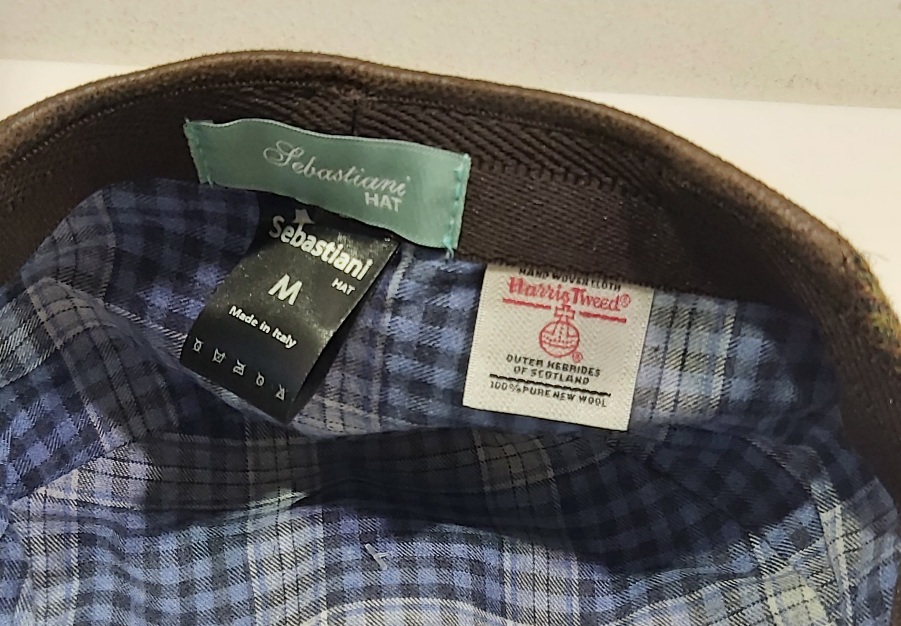 Sebastiani
HAT
Sebastiani
HAT
M
Made in Italy
HAND WOVEN CLOTH
Harris Tweed®
®
OUTER HEBRIDES
OF SCOTLAND
100% PURE NEW WOOL